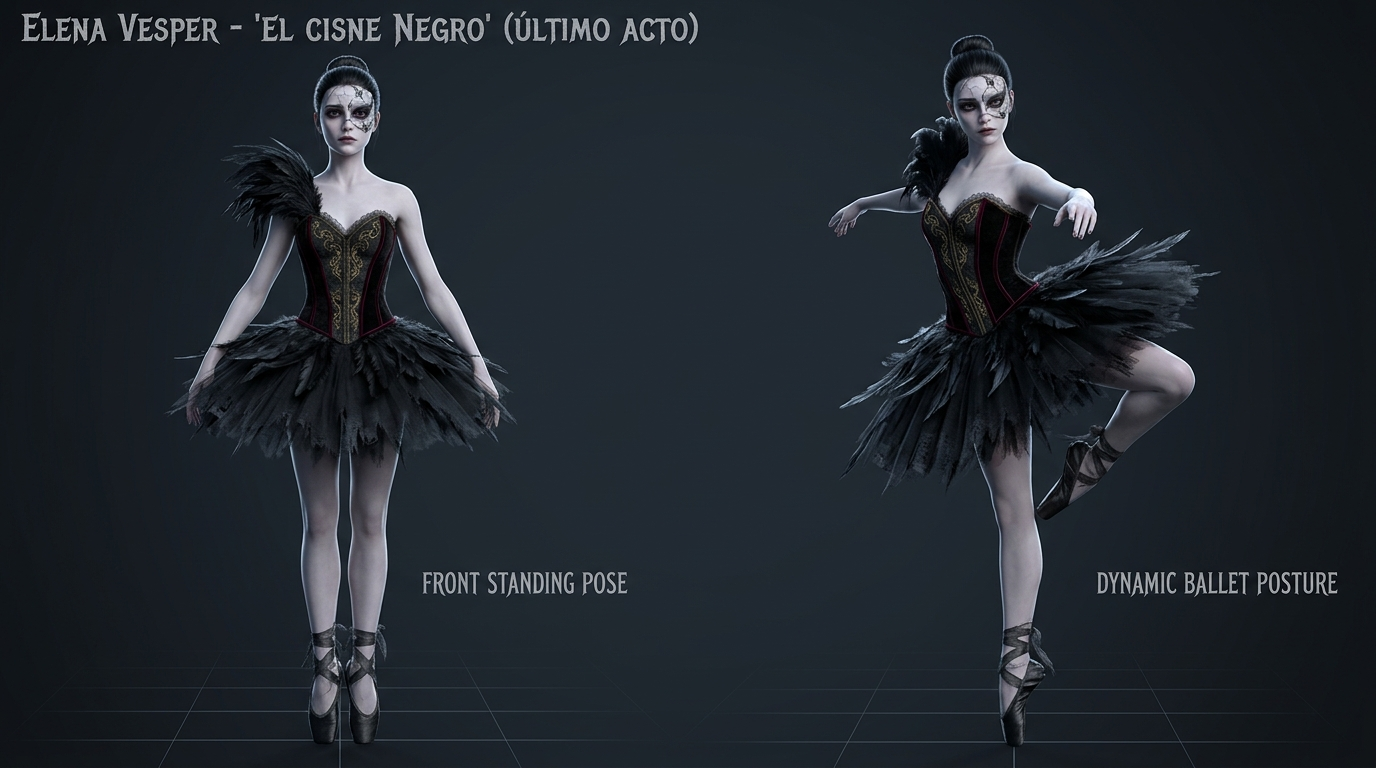 Elena Vesper - 'El cisne Negro' (último acto)
FRONT STANDING POSE
DYNAMIC BALLET POSTURE